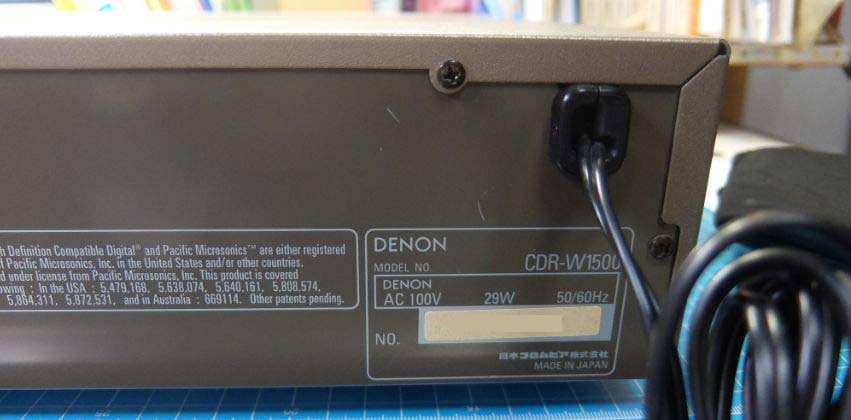 h Definition Compatible Digital® and Pacific Microsonics™ are either registered
of Pacific Microsonics, Inc. in the United States and/or other countries.
d under license from Pacific Microsonics, Inc. This product is covered
owing : In the USA : 5,479,168, 5,638,074, 5,640,161, 5,808,574,
5,864,311, 5,872,531, and in Australia : 669114. Other patents pending.
DENON
MODEL NO. CDR-W1500
DENON
AC 100V 29W 50/60Hz
NO.
日本コロムビア株式会社
MADE IN JAPAN